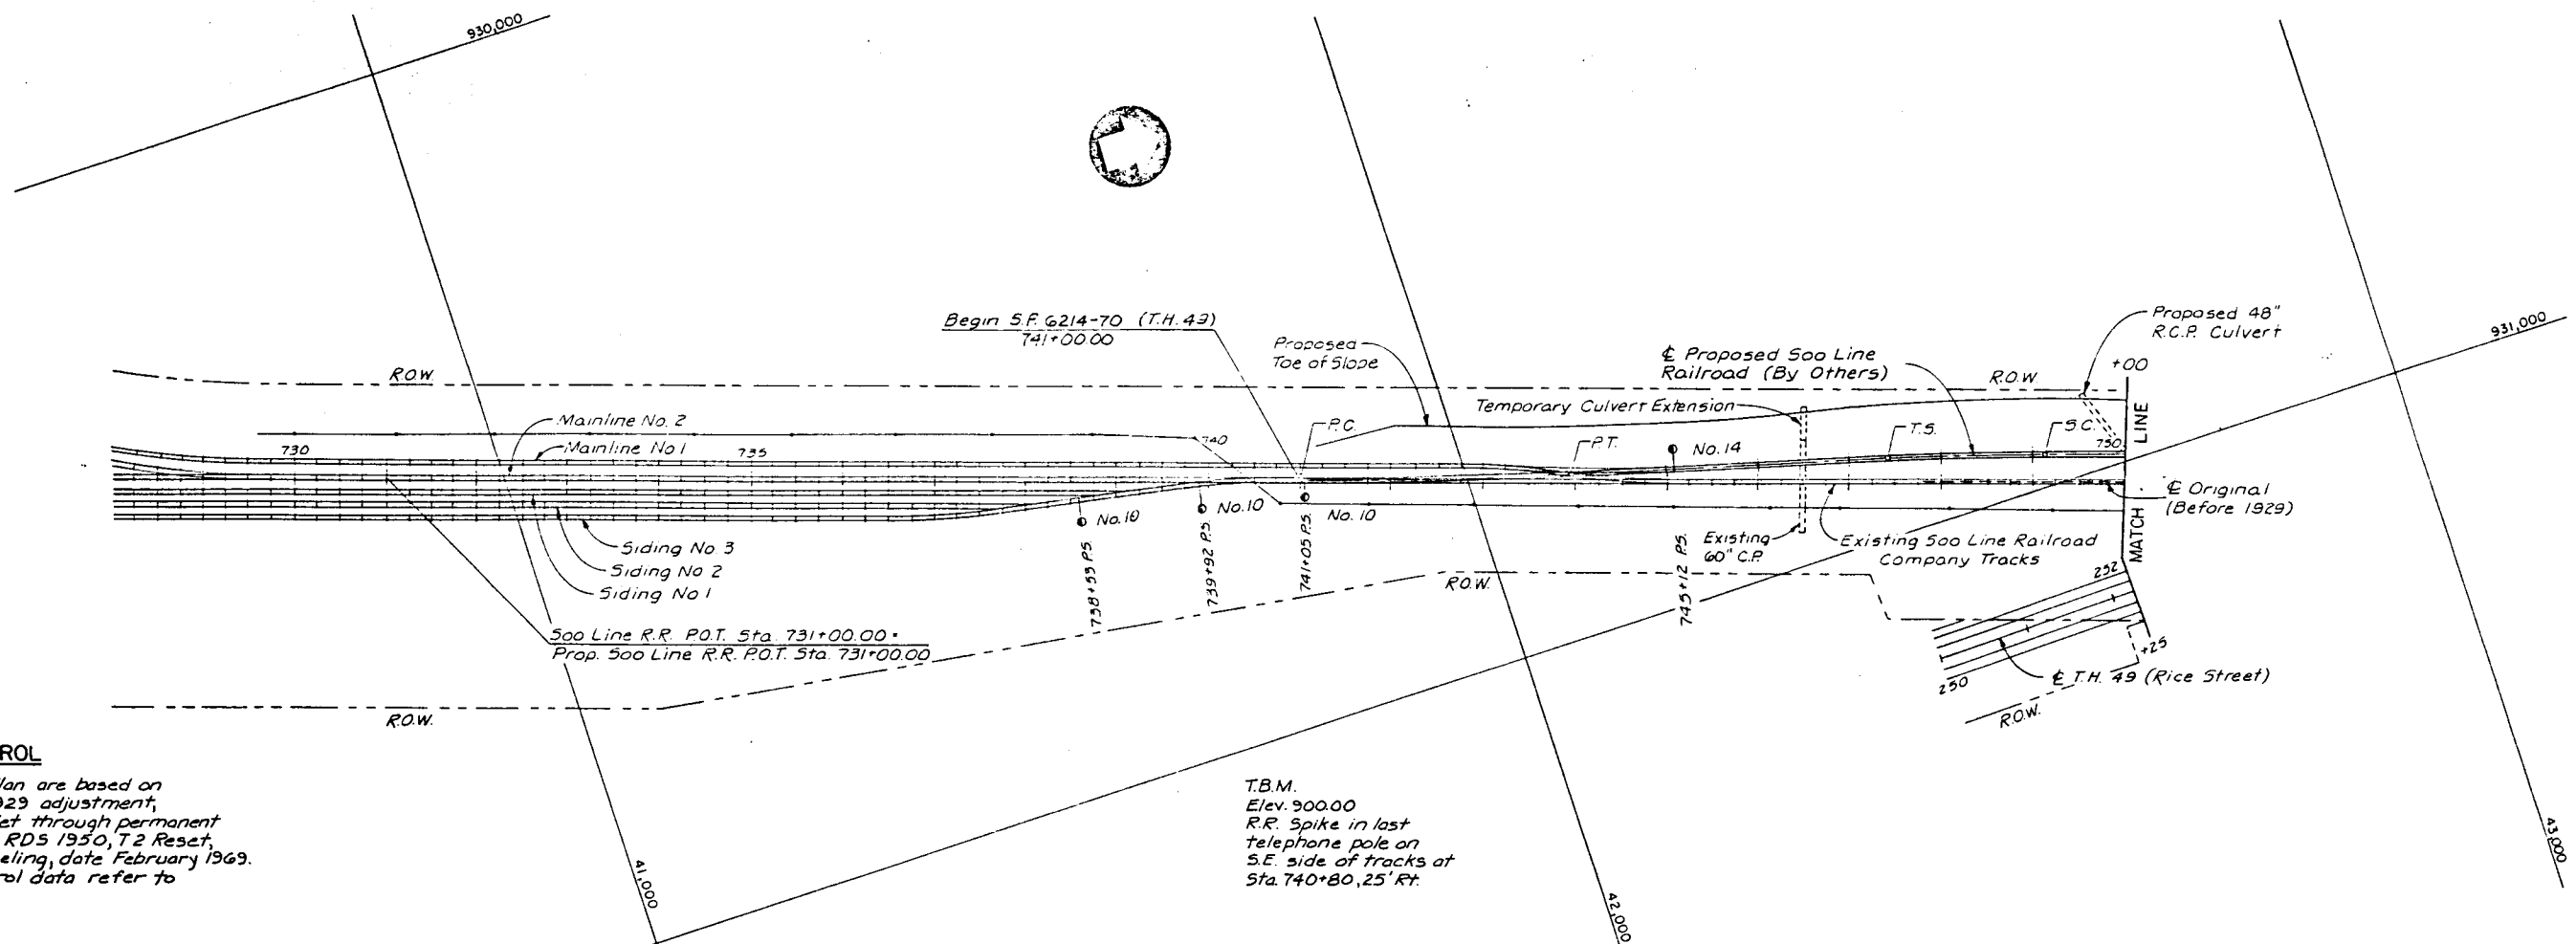 930,000
Begin S.P. 6214-70 (T.H. 49)
741+00.00
Proposed
Toe of Slope
Proposed 48"
R.C.P. Culvert
931,000
℄ Proposed Soo Line
Railroad (By Others)
+00
R.O.W.
R.O.W.
Temporary Culvert Extension
Mainline No. 2
Mainline No 1
730
735
740
P.C.
P.T.
No. 14
T.S.
S.C.
750
MATCH LINE
℄ Original
(Before 1929)
No. 10
No. 10
No. 10
738+55 P.S.
739+92 P.S.
741+05 P.S.
745+12 P.S.
Existing
60" C.P.
Existing Soo Line Railroad
Company Tracks
Siding No. 3
Siding No 2
Siding No 1
R.O.W.
252
250
+25
℄ T.H. 49 (Rice Street)
R.O.W.
Soo Line R.R. P.O.T. Sta. 731+00.00 =
Prop. Soo Line R.R. P.O.T. Sta. 731+00.00
R.O.W.
ROL
lan are based on
929 adjustment,
et through permanent
RDS 1950, T2 Reset,
eling, date February 1969.
ol data refer to
T.B.M.
Elev. 900.00
R.R. Spike in last
telephone pole on
S.E. side of tracks at
Sta. 740+80, 25' Rt.
41,000
42,000
43,000